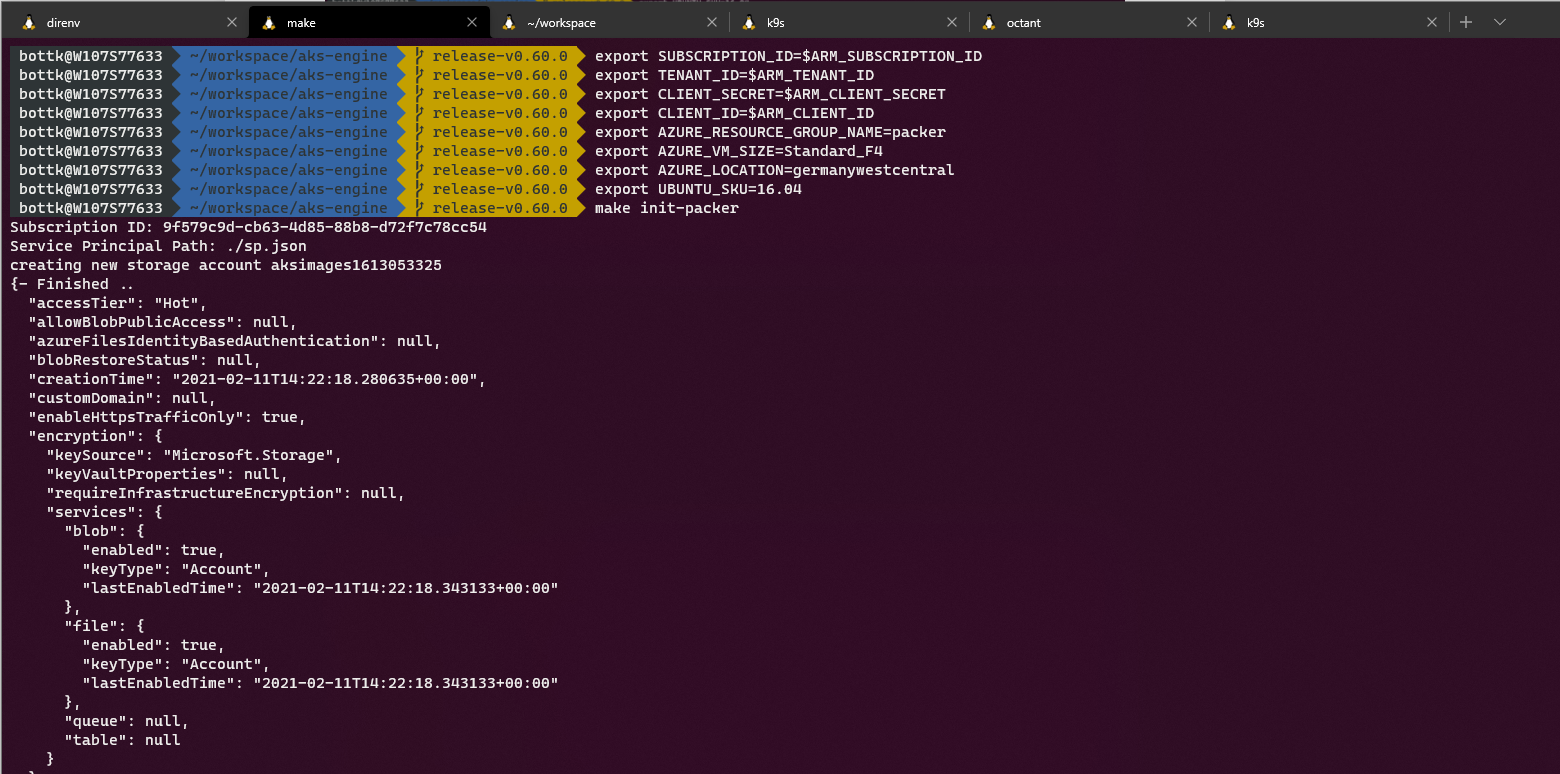 direnv
make
~/workspace
k9s
octant
k9s
bottk@W107S77633 ~/workspace/aks-engine release-v0.60.0 export SUBSCRIPTION_ID=$ARM_SUBSCRIPTION_ID
bottk@W107S77633 ~/workspace/aks-engine release-v0.60.0 export TENANT_ID=$ARM_TENANT_ID
bottk@W107S77633 ~/workspace/aks-engine release-v0.60.0 export CLIENT_SECRET=$ARM_CLIENT_SECRET
bottk@W107S77633 ~/workspace/aks-engine release-v0.60.0 export CLIENT_ID=$ARM_CLIENT_ID
bottk@W107S77633 ~/workspace/aks-engine release-v0.60.0 export AZURE_RESOURCE_GROUP_NAME=packer
bottk@W107S77633 ~/workspace/aks-engine release-v0.60.0 export AZURE_VM_SIZE=Standard_F4
bottk@W107S77633 ~/workspace/aks-engine release-v0.60.0 export AZURE_LOCATION=germanywestcentral
bottk@W107S77633 ~/workspace/aks-engine release-v0.60.0 export UBUNTU_SKU=16.04
bottk@W107S77633 ~/workspace/aks-engine release-v0.60.0 make init-packer
Subscription ID: 9f579c9d-cb63-4d85-88b8-d72f7c78cc54
Service Principal Path: ./sp.json
creating new storage account aksimages1613053325
{- Finished ..
"accessTier": "Hot",
"allowBlobPublicAccess": null,
"azureFilesIdentityBasedAuthentication": null,
"blobRestoreStatus": null,
"creationTime": "2021-02-11T14:22:18.280635+00:00",
"customDomain": null,
"enableHttpsTrafficOnly": true,
"encryption": {
"keySource": "Microsoft.Storage",
"keyVaultProperties": null,
"requireInfrastructureEncryption": null,
"services": {
"blob": {
"enabled": true,
"keyType": "Account",
"lastEnabledTime": "2021-02-11T14:22:18.343133+00:00"
},
"file": {
"enabled": true,
"keyType": "Account",
"lastEnabledTime": "2021-02-11T14:22:18.343133+00:00"
},
"queue": null,
"table": null
}